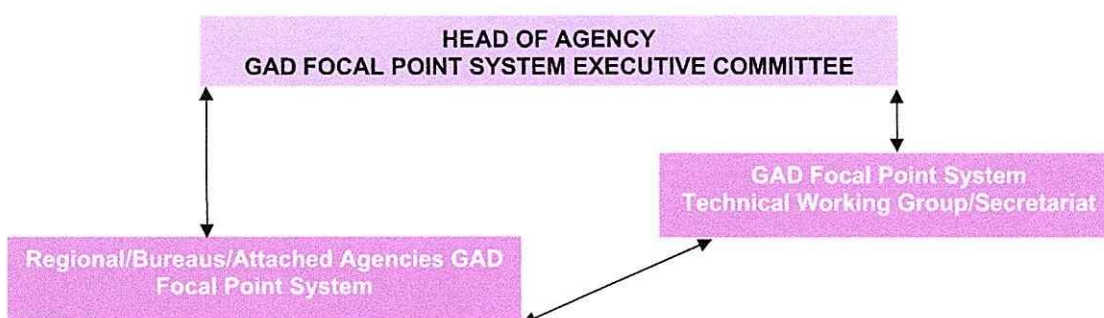 HEAD OF AGENCY
GAD FOCAL POINT SYSTEM EXECUTIVE COMMITTEE
GAD Focal Point System
Technical Working Group/Secretariat
Regional/Bureaus/Attached Agencies GAD
Focal Point System